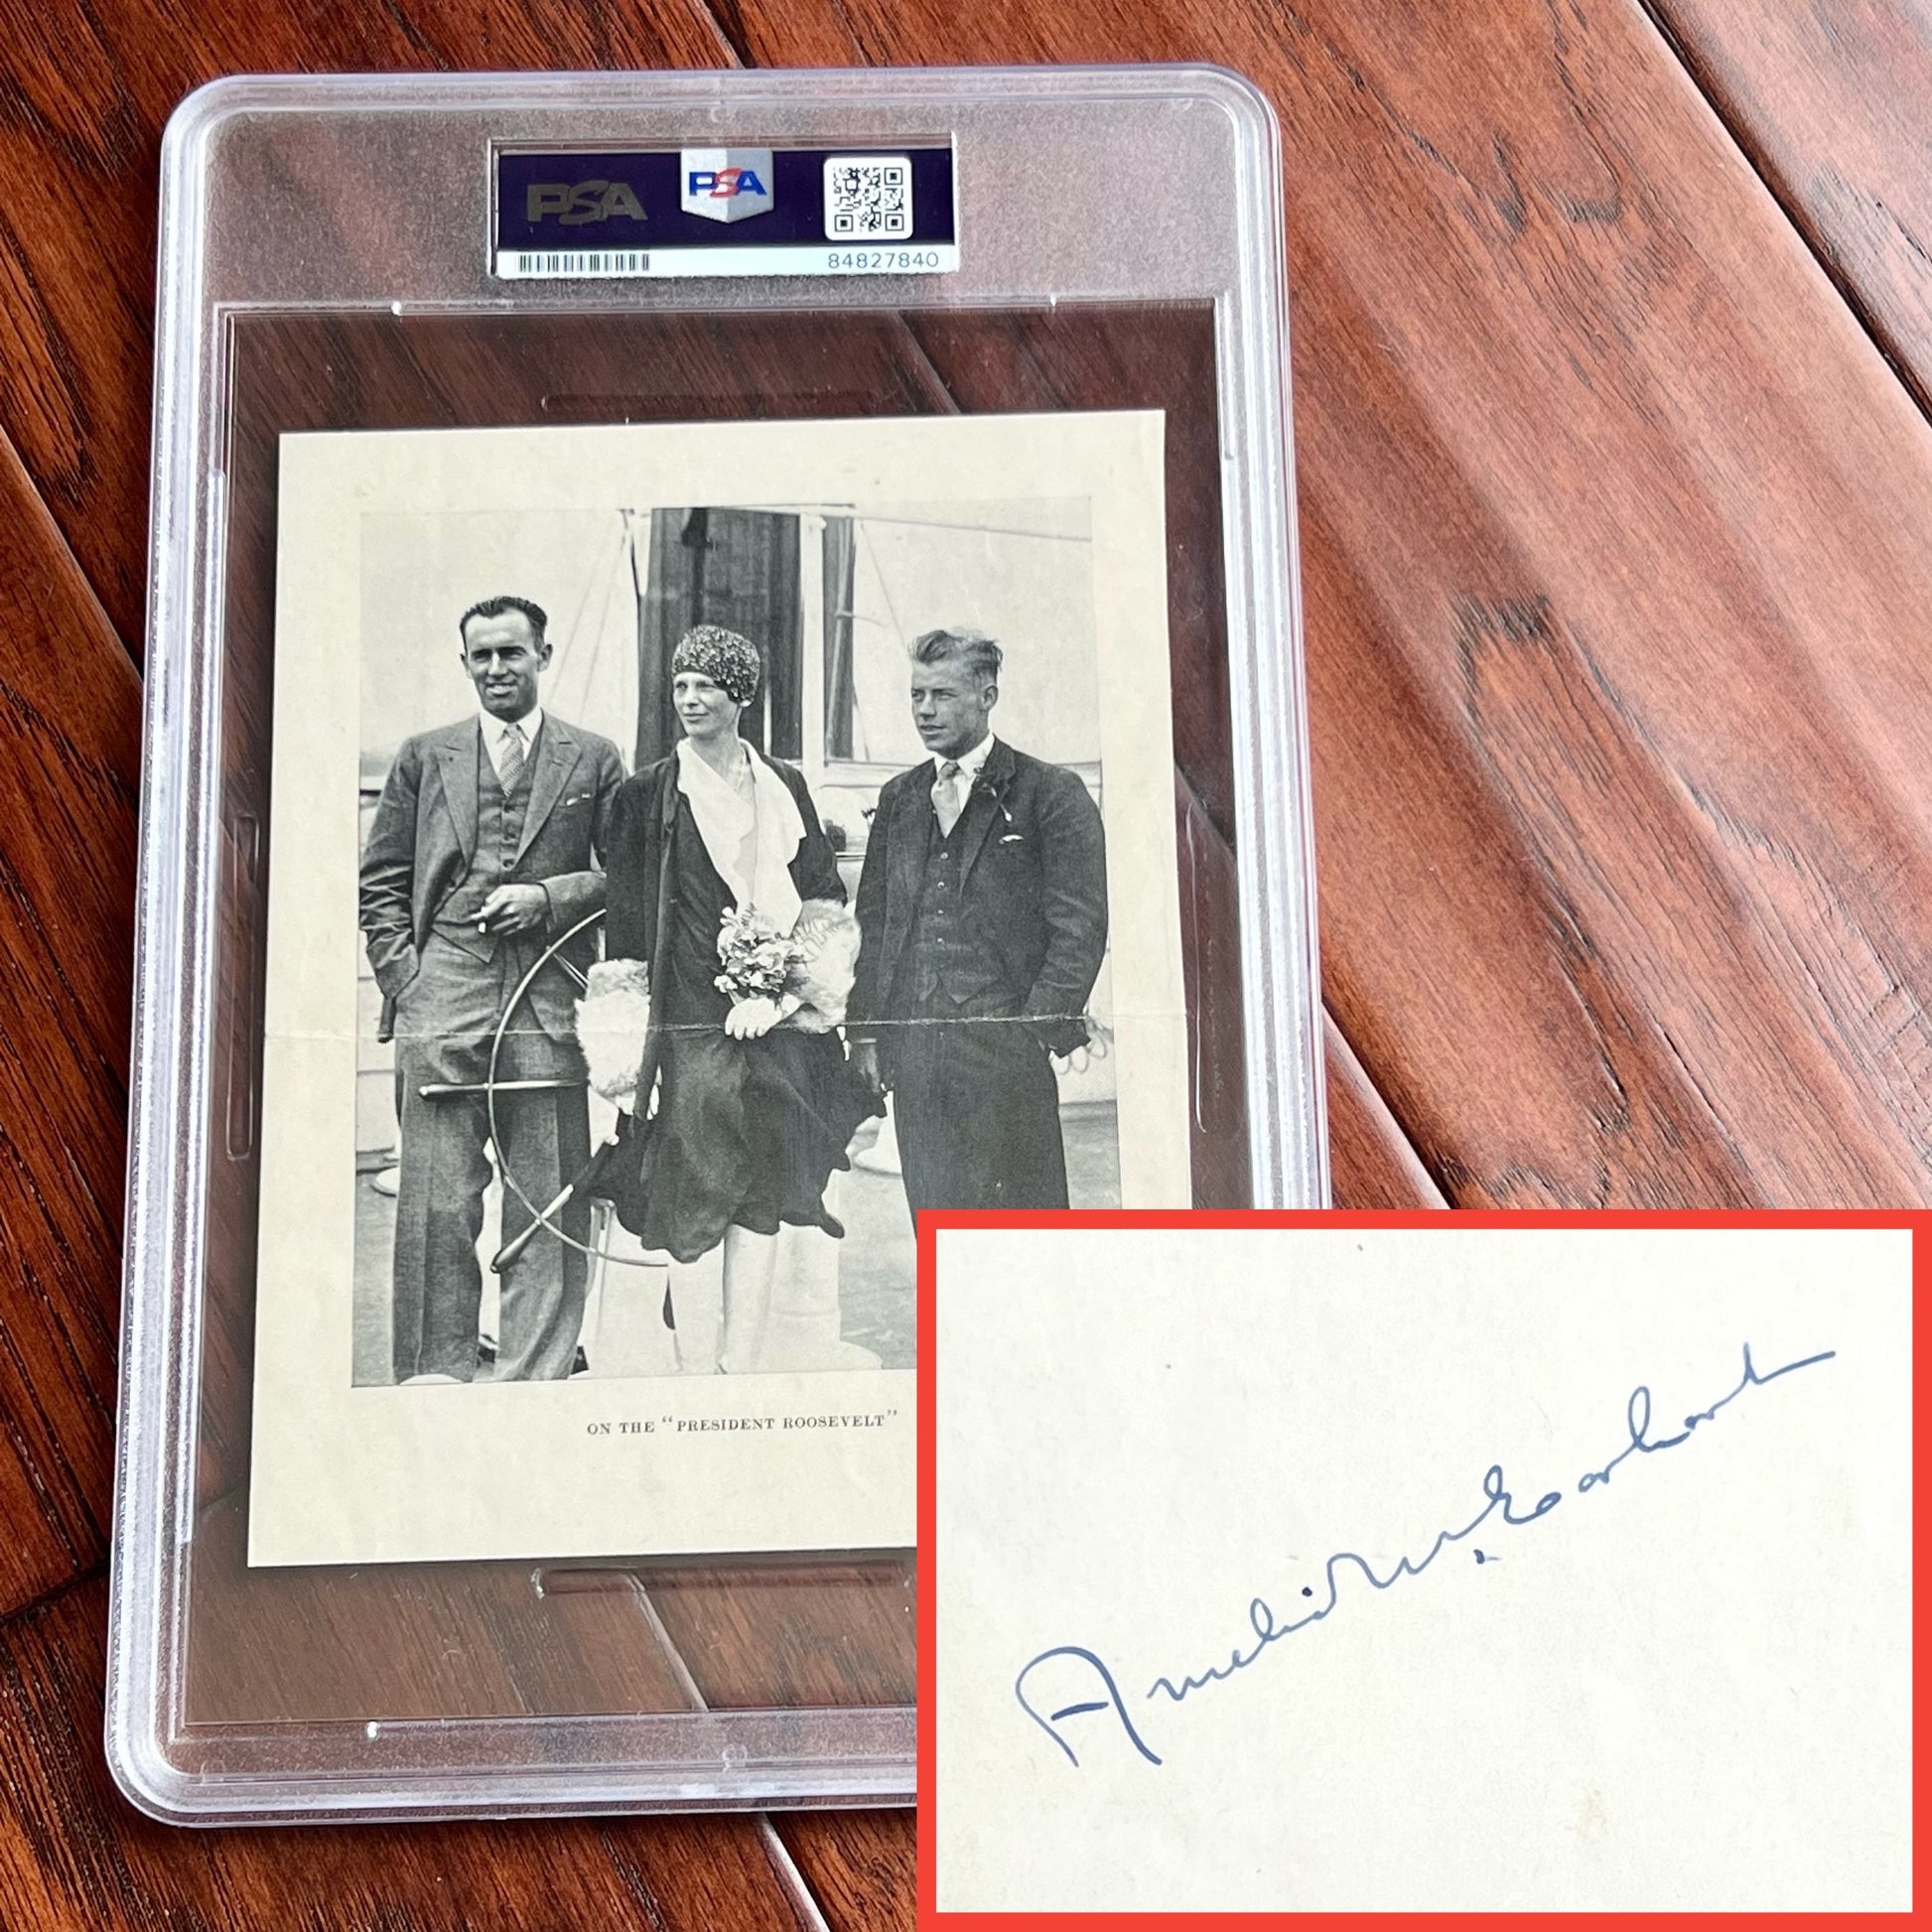 PSA
PSA
84827840
ON THE "PRESIDENT ROOSEVELT"
Amelia M. Earhart